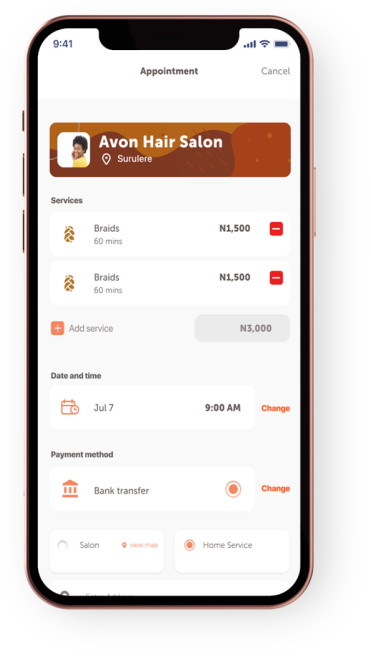 9:41
Appointment
Cancel
Avon Hair Salon
Surulere
Services
Braids
N1,500
60 mins
Braids
N1,500
60 mins
Add service
N3,000
Date and time
Jul 7
9:00 AM
Change
Payment method
Bank transfer
Change
Salon
view map
Home Service